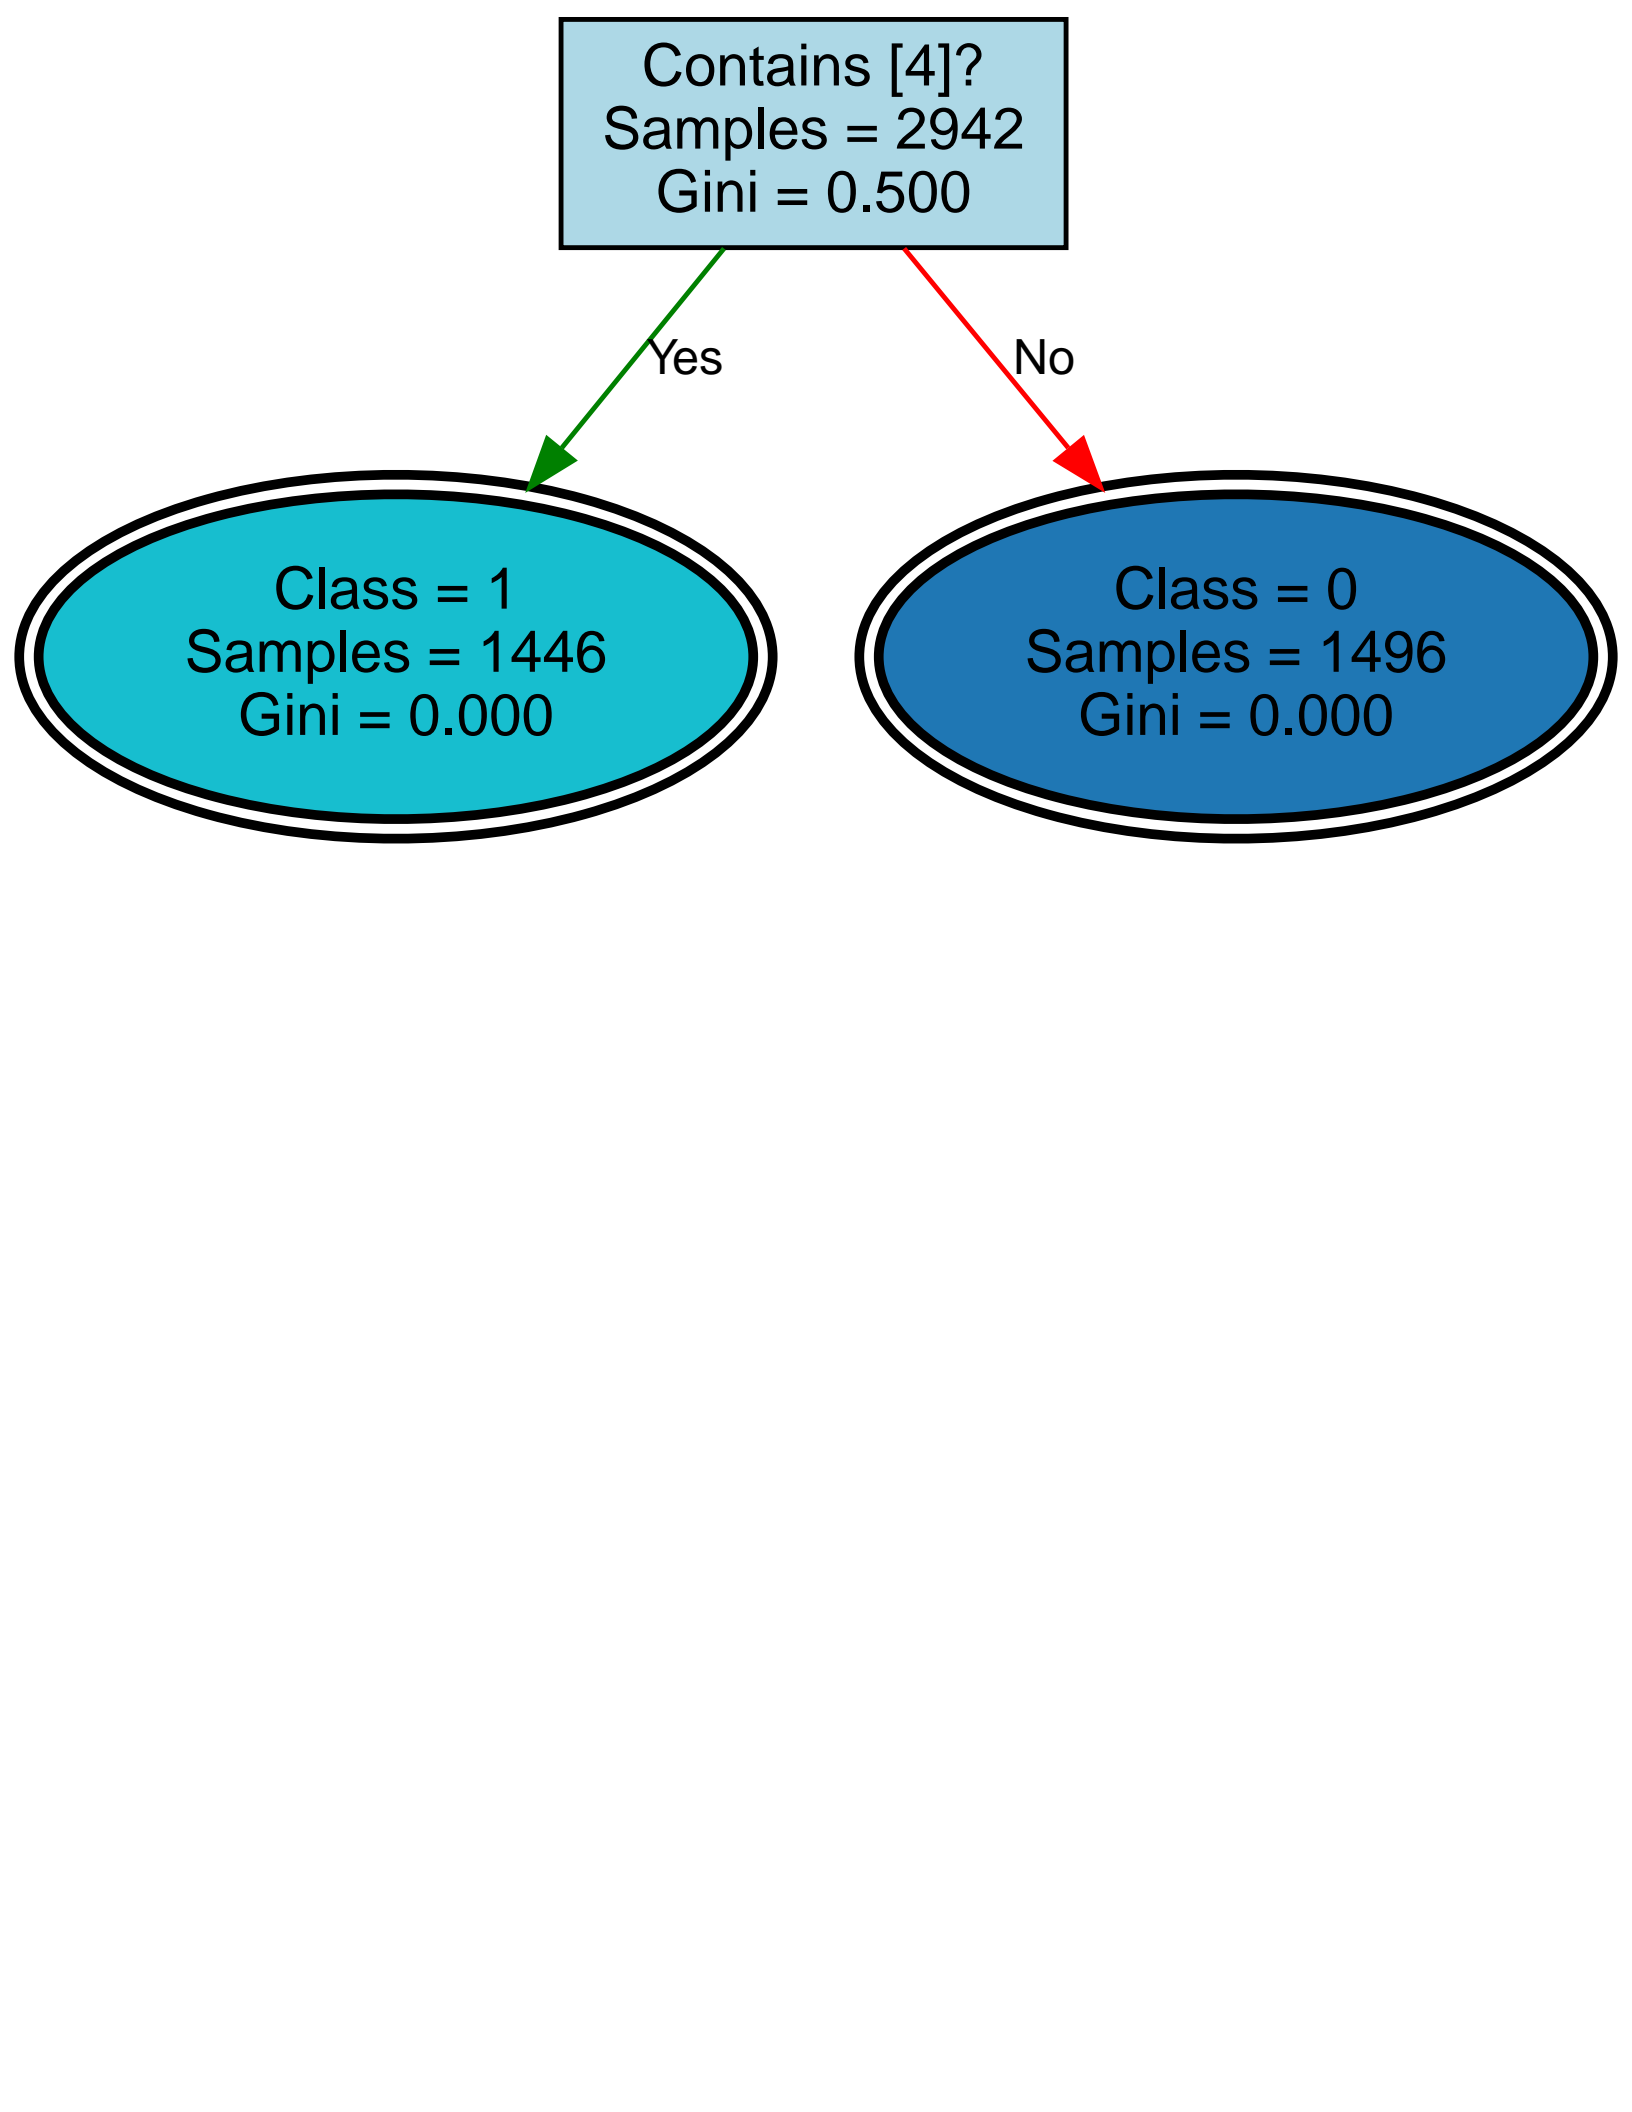 Contains [4]?
Samples = 2942
Gini = 0.500
Yes
No
Class = 1
Samples = 1446
Gini = 0.000
Class = 0
Samples = 1496
Gini = 0.000